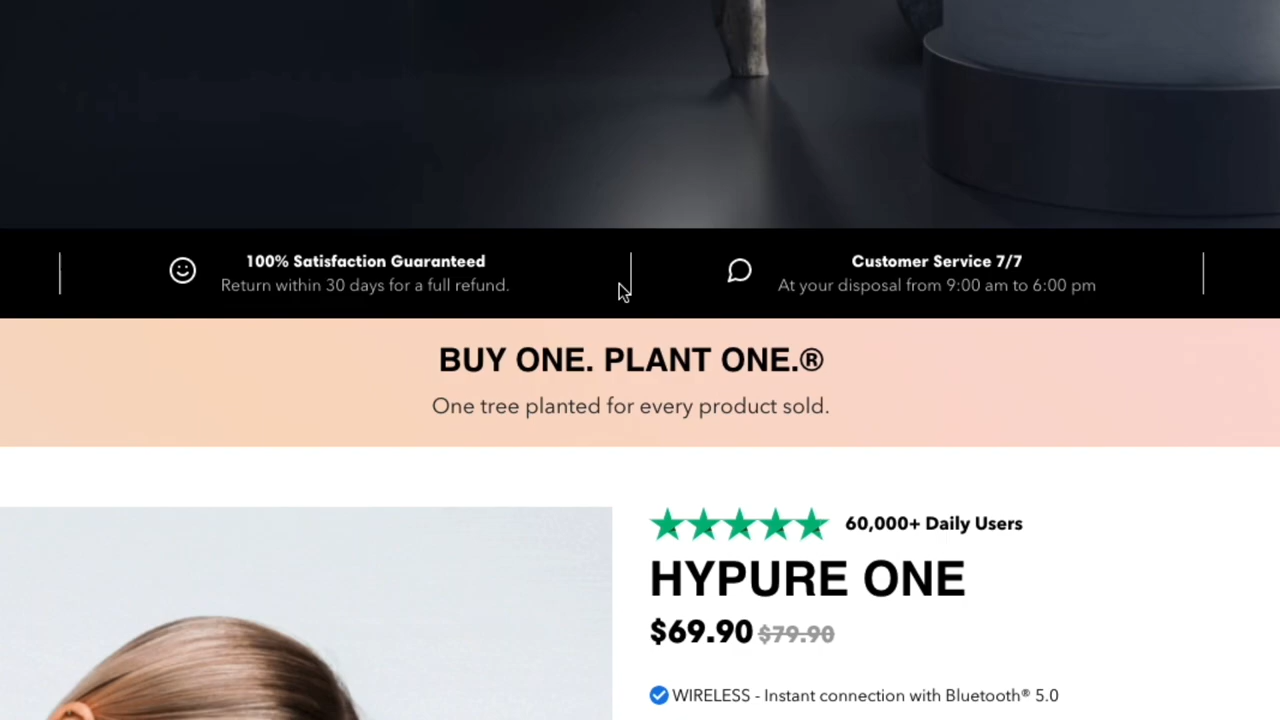 100% Satisfaction Guaranteed
Return within 30 days for a full refund.
Customer Service 7/7
At your disposal from 9:00 am to 6:00 pm
BUY ONE. PLANT ONE.®
One tree planted for every product sold.
60,000+ Daily Users
HYPURE ONE
$69.90 $79.90
WIRELESS - Instant connection with Bluetooth® 5.0